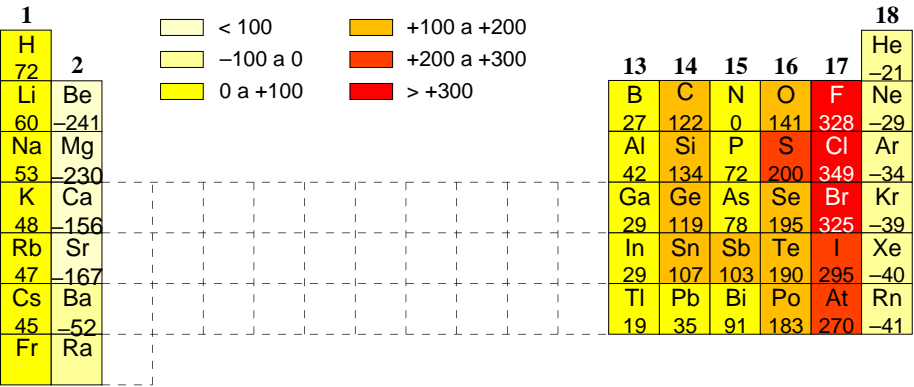 1 18
< 100 +100 a +200
H He
–100 a 0 +200 a +300
72 2 13 14 15 16 17 –21
Li Be 0 a +100 > +300 B C N O F Ne
60 –241 27 122 0 141 328 –29
Na Mg Al Si P S Cl Ar
53 –230 42 134 72 200 349 –34
K Ca Ga Ge As Se Br Kr
48 –156 29 119 78 195 325 –39
Rb Sr In Sn Sb Te I Xe
47 –167 29 107 103 190 295 –40
Cs Ba Tl Pb Bi Po At Rn
45 –52 19 35 91 183 270 –41
Fr Ra